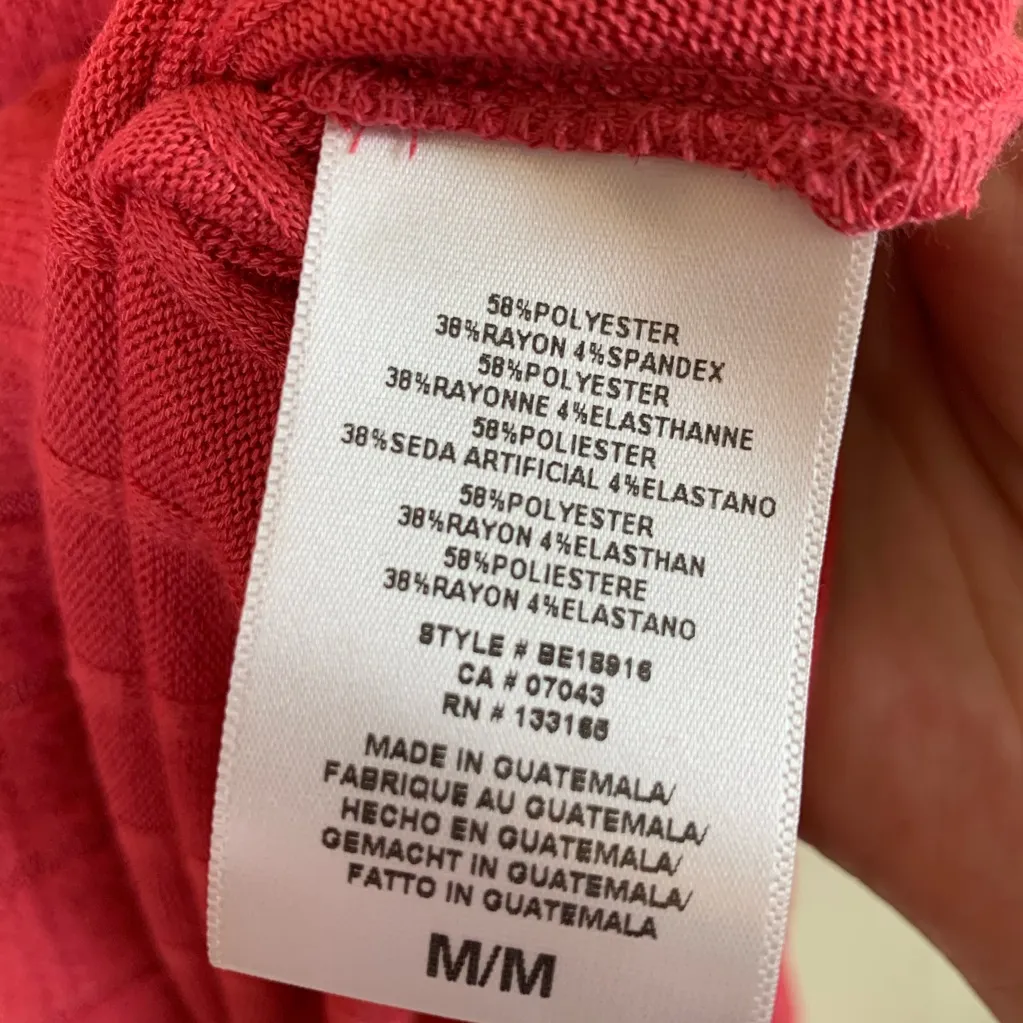 58%POLYESTER
38%RAYON 4%SPANDEX
58%POLYESTER
38%RAYONNE 4%ELASTHANNE
58%POLIESTER
38%SEDA ARTIFICIAL 4%ELASTANO
58%POLYESTER
38%RAYON 4%ELASTHAN
58%POLIESTERE
38%RAYON 4%ELASTANO
STYLE # BE18916
CA # 07043
RN # 133165
MADE IN GUATEMALA/
FABRIQUE AU GUATEMALA/
HECHO EN GUATEMALA/
GEMACHT IN GUATEMALA/
FATTO IN GUATEMALA
M/M